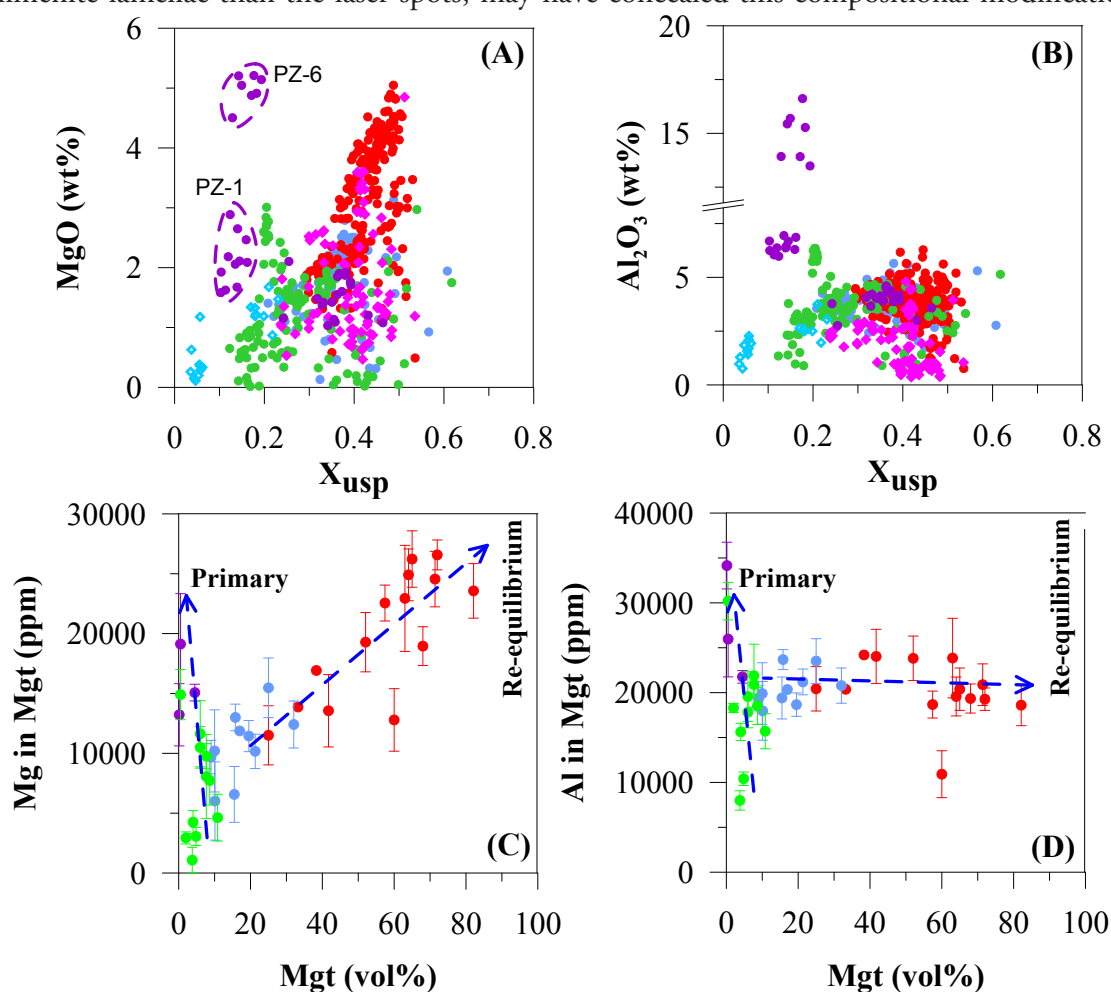 ilmenite lamellae than the laser spots, may have concealed this compositional modificatio
6
(A)
PZ-6
4
PZ-1
MgO (wt%)
2
0
0 0.2 0.4 0.6 0.8
Xusp
20
(B)
15
Al2O3 (wt%)
5
0
0 0.2 0.4 0.6 0.8
Xusp
30000
Primary
Re-equilibrium
20000
Mg in Mgt (ppm)
10000
(C)
0
0 20 40 60 80 100
Mgt (vol%)
40000
Primary
Re-equilibrium
30000
Al in Mgt (ppm)
20000
10000
(D)
0
0 20 40 60 80 100
Mgt (vol%)